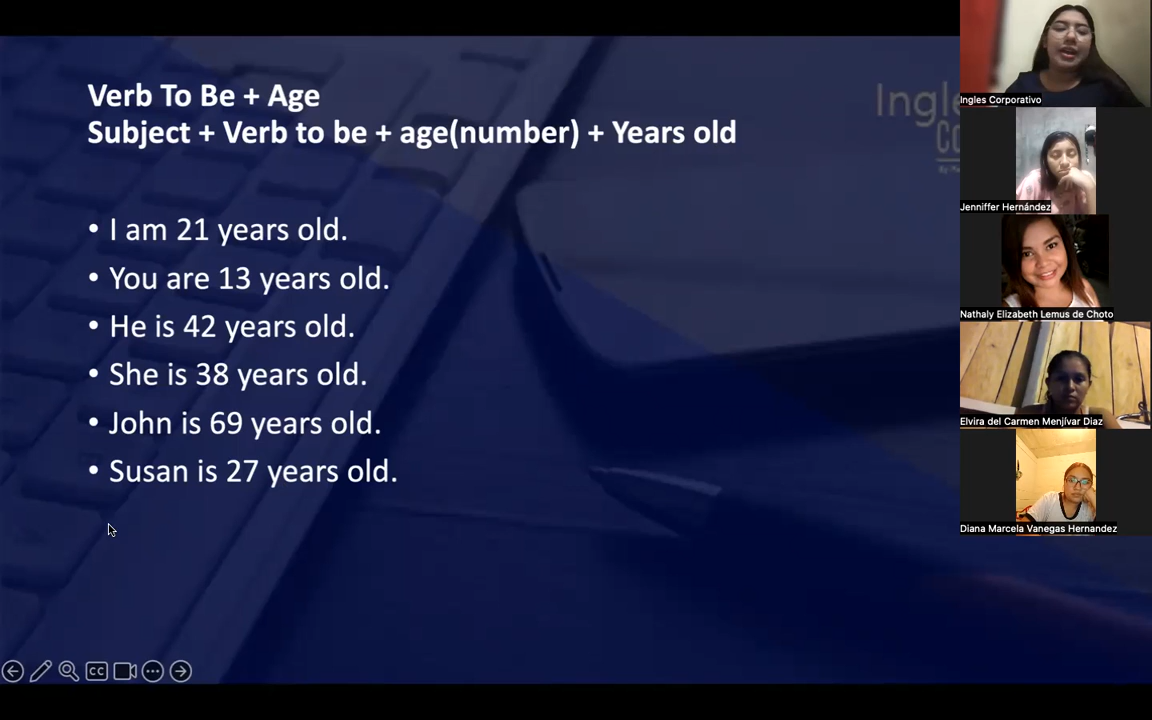 Verb To Be + Age
Subject + Verb to be + age(number) + Years old
• I am 21 years old.
• You are 13 years old.
• He is 42 years old.
• She is 38 years old.
• John is 69 years old.
• Susan is 27 years old.
Ingles Corporativo
Jenniffer Hernández
Nathaly Elizabeth Lemus de Choto
Elvira del Carmen Menjívar Diaz
Diana Marcela Vanegas Hernandez
CC